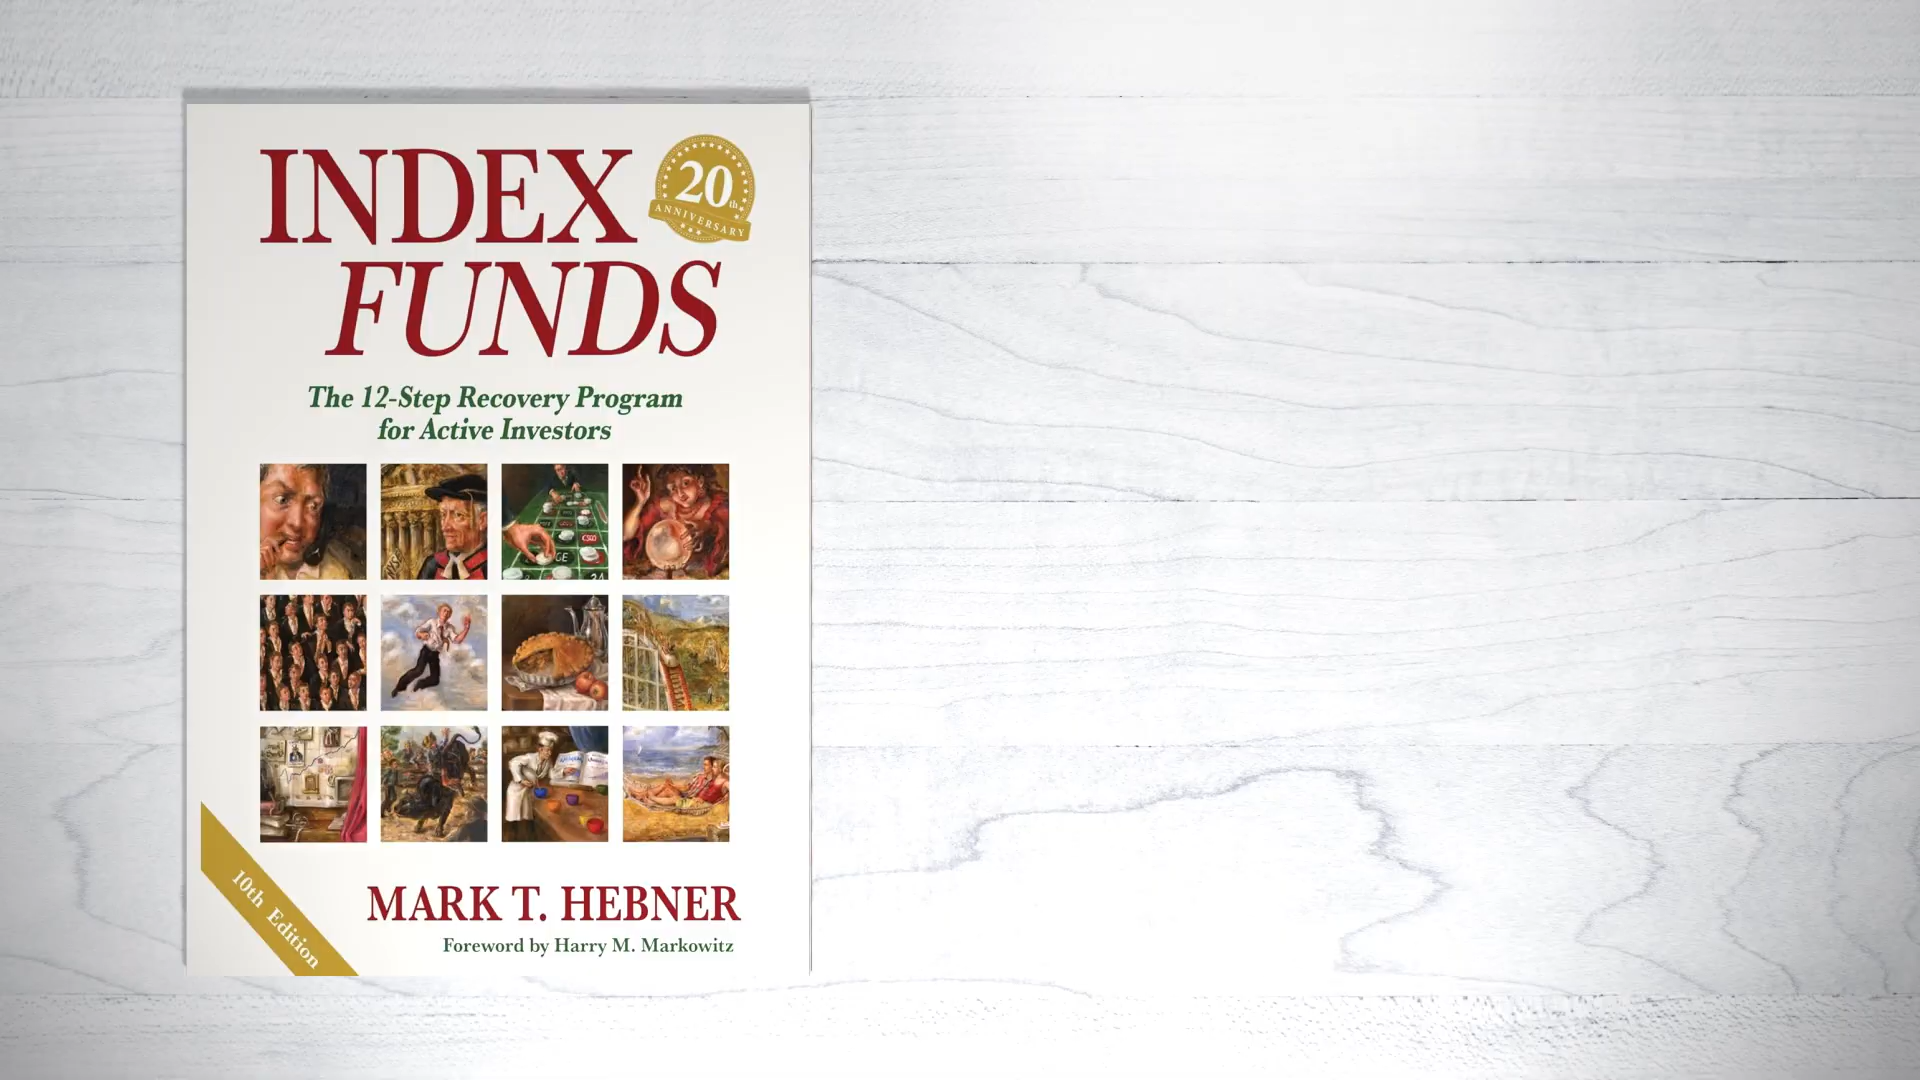 INDEX
FUNDS
20th
ANNIVERSARY
The 12-Step Recovery Program
for Active Investors
GE
10th Edition
MARK T. HEBNER
Foreword by Harry M. Markowitz